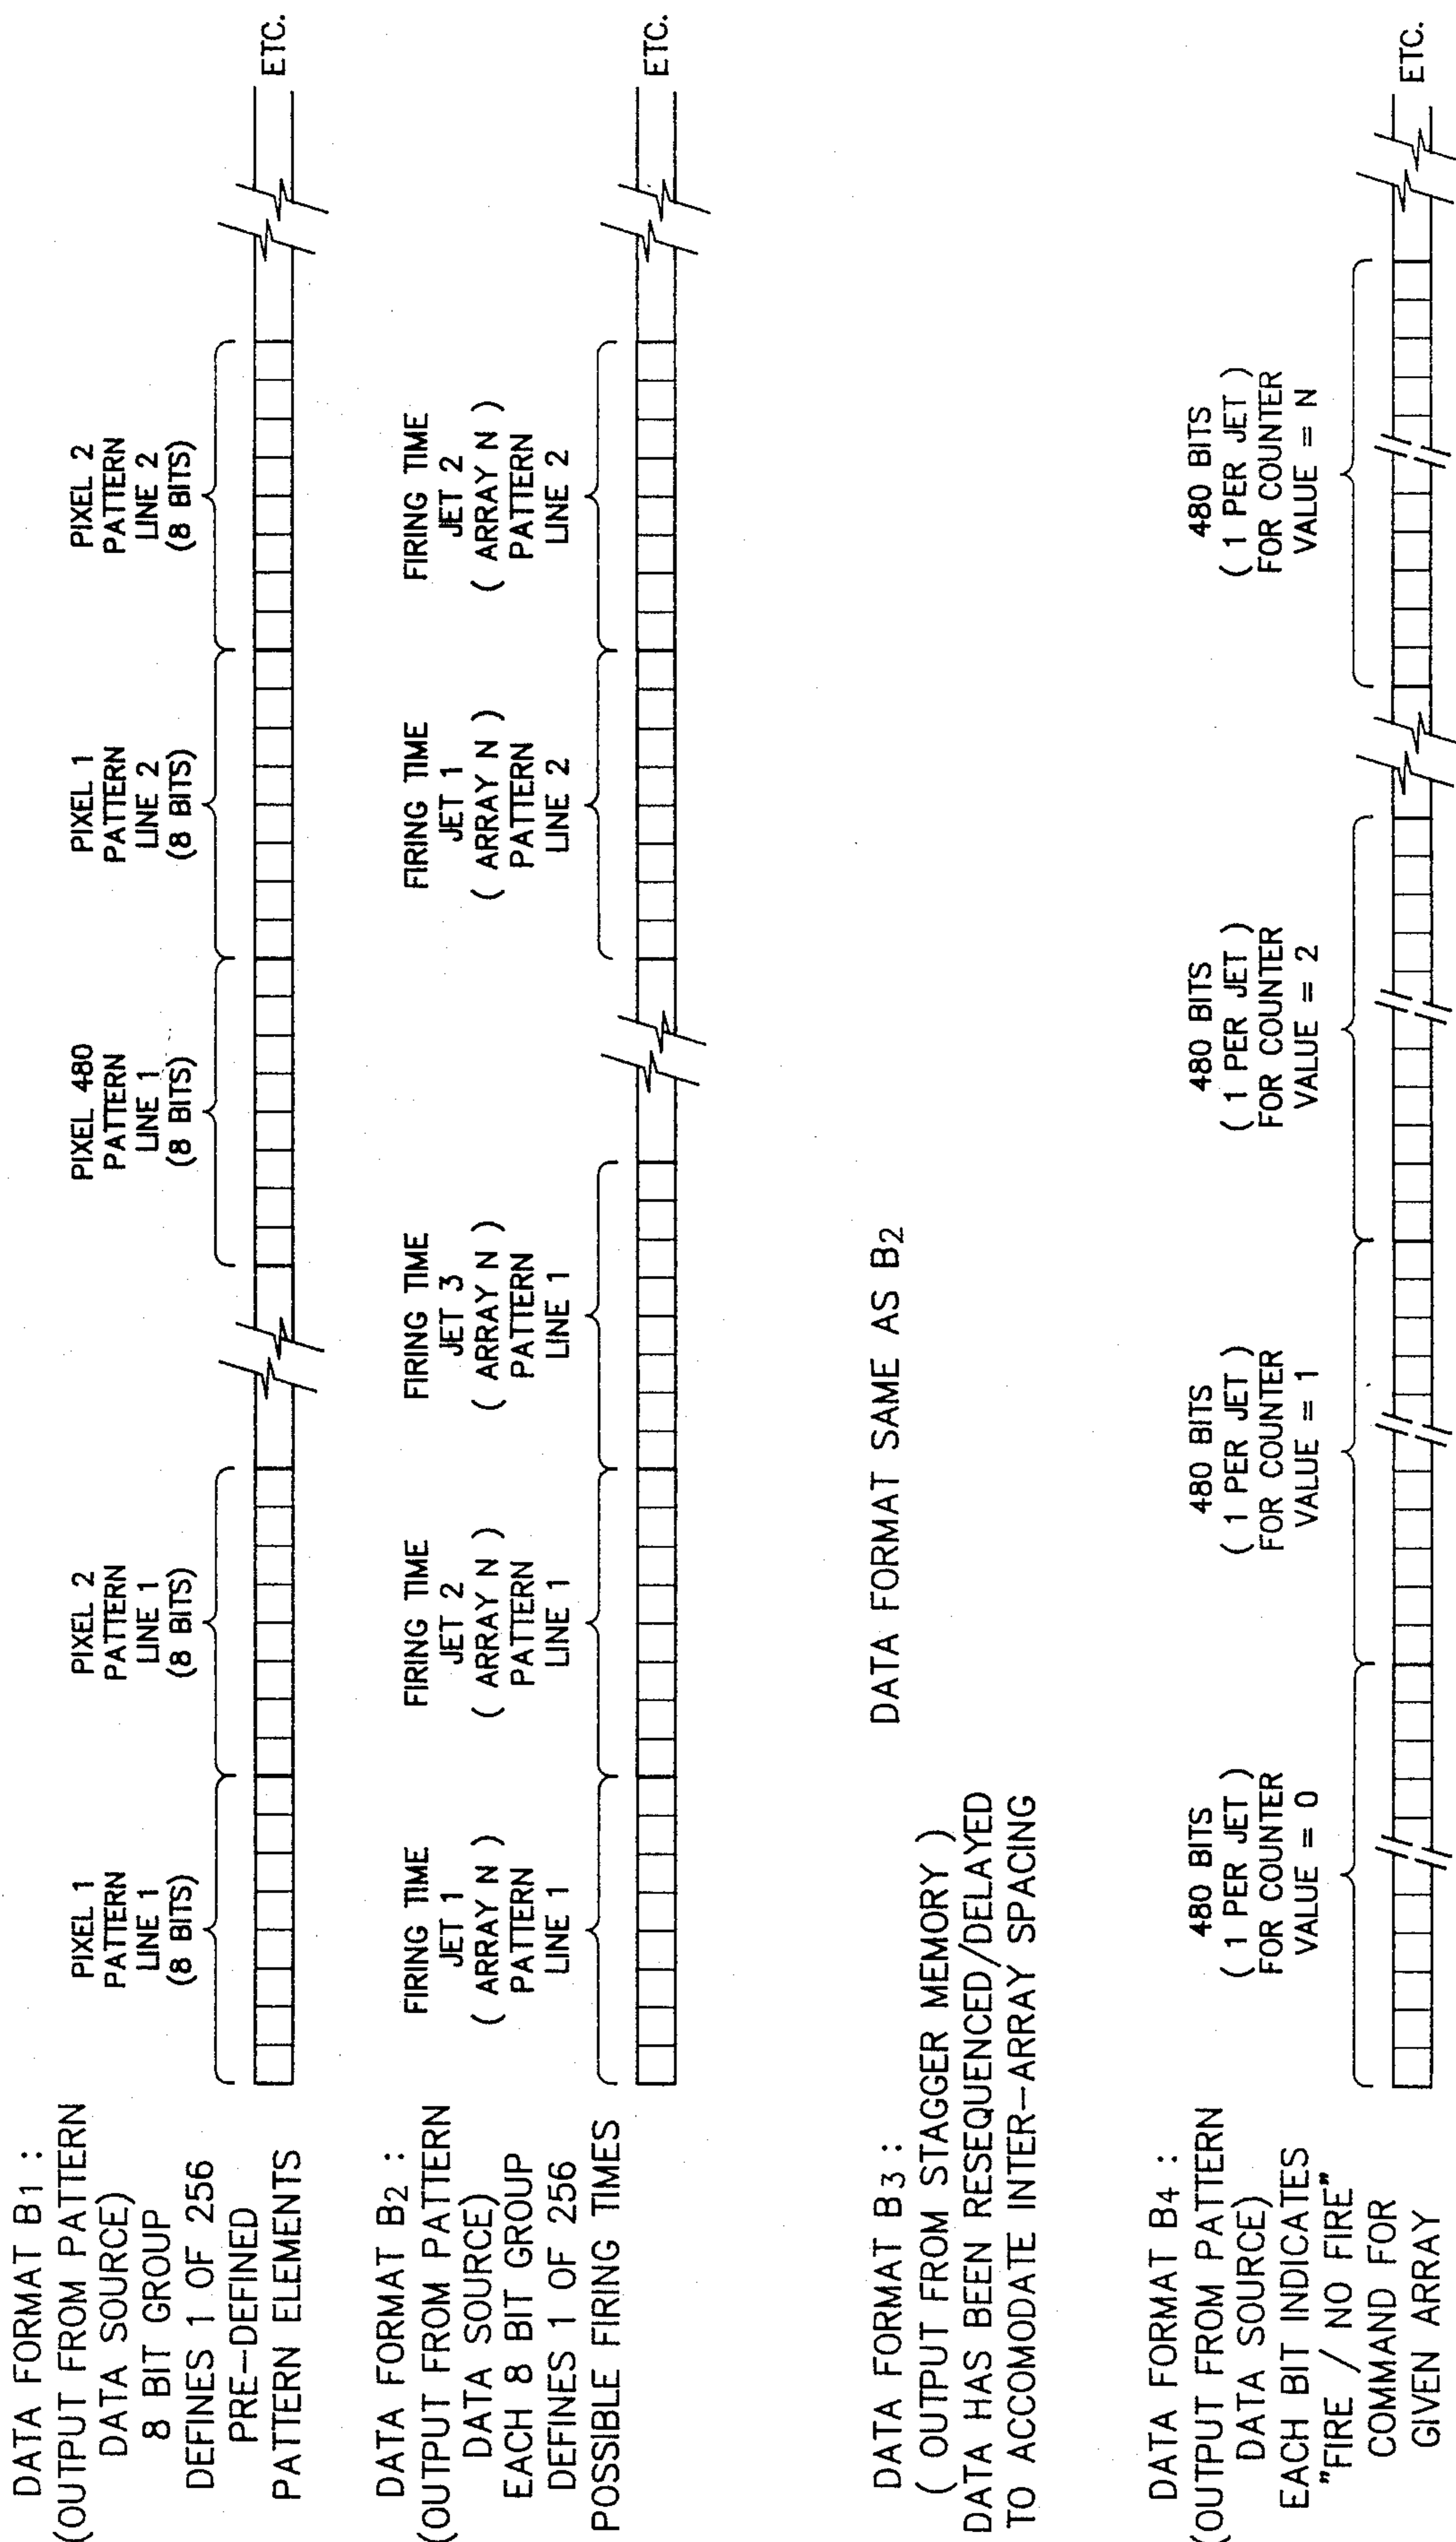 DATA FORMAT B1 :
(OUTPUT FROM PATTERN
DATA SOURCE)
8 BIT GROUP
DEFINES 1 OF 256
PRE-DEFINED
PATTERN ELEMENTS
PIXEL 1
PATTERN
LINE 1
(8 BITS)
PIXEL 2
PATTERN
LINE 1
(8 BITS)
PIXEL 480
PATTERN
LINE 1
(8 BITS)
PIXEL 1
PATTERN
LINE 2
(8 BITS)
PIXEL 2
PATTERN
LINE 2
(8 BITS)
ETC.
DATA FORMAT B2 :
(OUTPUT FROM PATTERN
DATA SOURCE)
EACH 8 BIT GROUP
DEFINES 1 OF 256
POSSIBLE FIRING TIMES
FIRING TIME
JET 1
( ARRAY N )
PATTERN
LINE 1
FIRING TIME
JET 2
( ARRAY N )
PATTERN
LINE 1
FIRING TIME
JET 3
( ARRAY N )
PATTERN
LINE 1
FIRING TIME
JET 1
( ARRAY N )
PATTERN
LINE 2
FIRING TIME
JET 2
( ARRAY N )
PATTERN
LINE 2
ETC.
DATA FORMAT B3 :
( OUTPUT FROM STAGGER MEMORY )
DATA HAS BEEN RESEQUENCED/DELAYED
TO ACCOMODATE INTER-ARRAY SPACING
DATA FORMAT SAME AS B2
DATA FORMAT B4 :
(OUTPUT FROM PATTERN
DATA SOURCE)
EACH BIT INDICATES
"FIRE / NO FIRE"
COMMAND FOR
GIVEN ARRAY
480 BITS
( 1 PER JET )
FOR COUNTER
VALUE = 0
480 BITS
( 1 PER JET )
FOR COUNTER
VALUE = 1
480 BITS
( 1 PER JET )
FOR COUNTER
VALUE = 2
480 BITS
( 1 PER JET )
FOR COUNTER
VALUE = N
ETC.